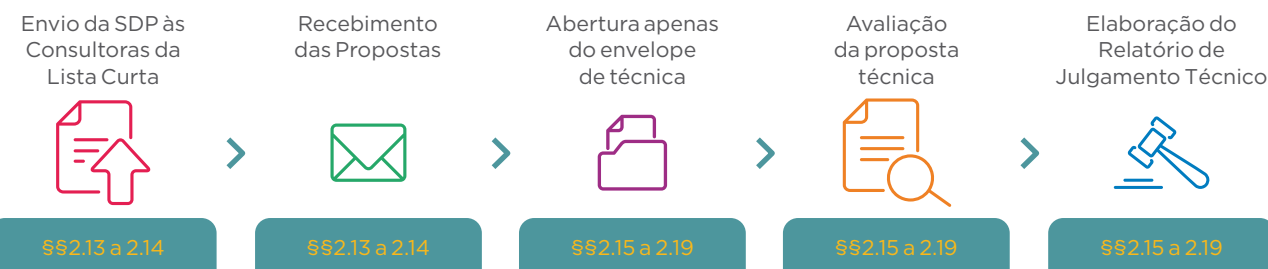 Envio da SDP às
Consultoras da
Lista Curta
Recebimento
das Propostas
Abertura apenas
do envelope
de técnica
Avaliação
da proposta
técnica
Elaboração do
Relatório de
Julgamento Técnico
§§2.13 a 2.14
§§2.13 a 2.14
§§2.15 a 2.19
§§2.15 a 2.19
§§2.15 a 2.19